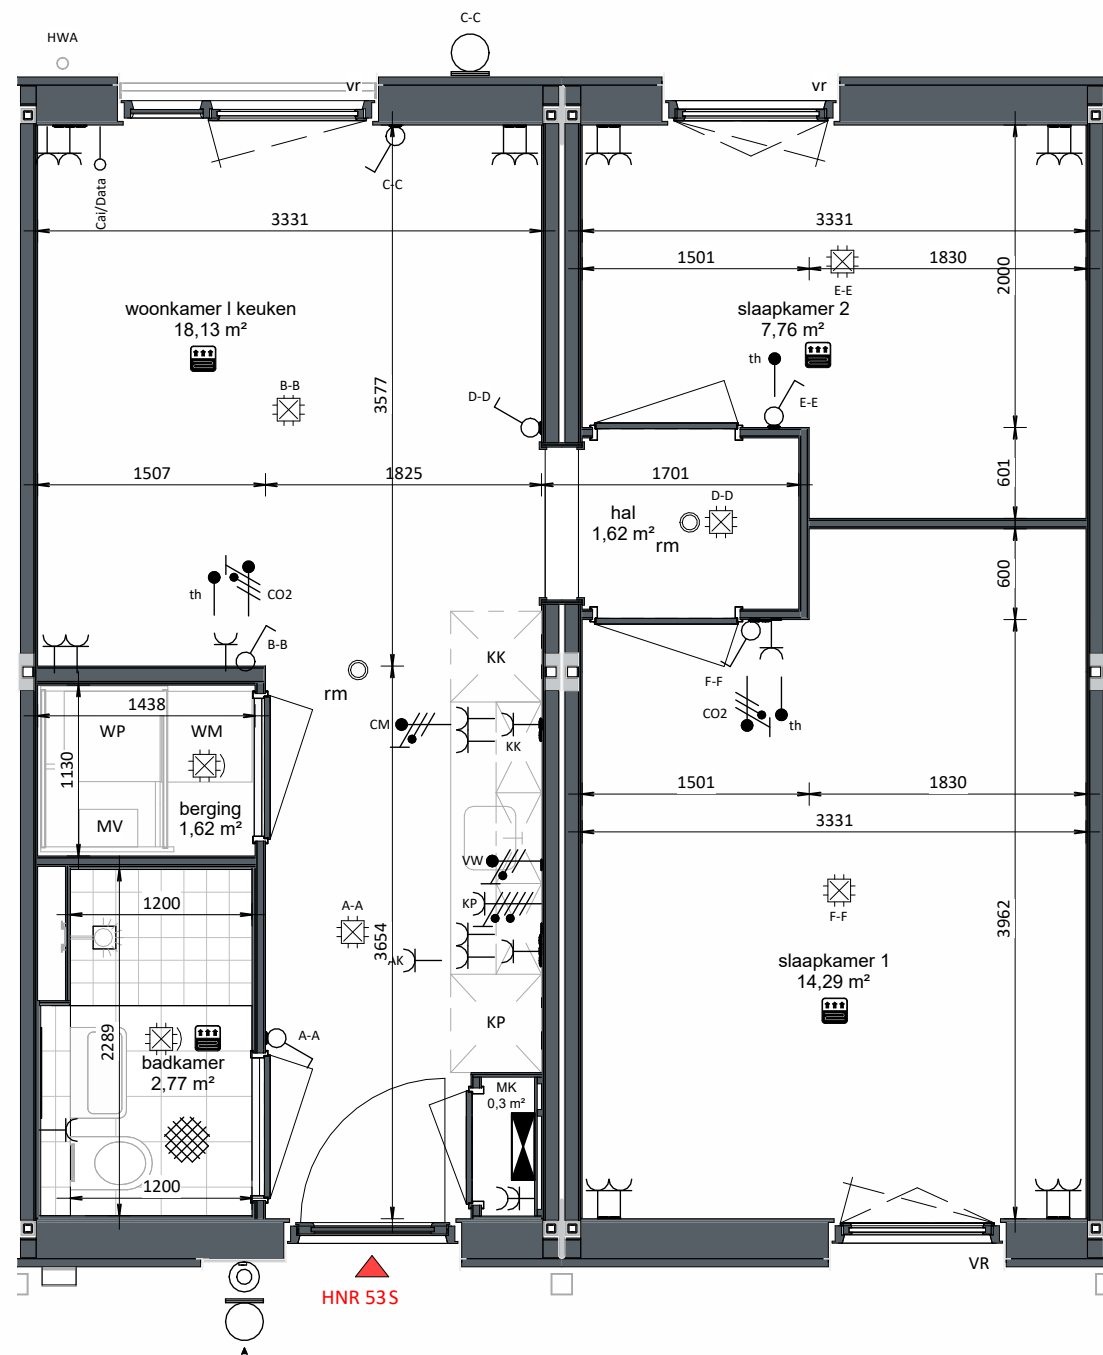 C-C
HWA
vr
vr
Cai/Data
C-C
3331
3331
1501
1830
2000
E-E
woonkamer I keuken
18,13 m²
slaapkamer 2
7,76 m²
th
B-B
3577
D-D
E-E
1507
1825
1701
601
D-D
hal
1,62 m²
rm
600
th
CO2
B-B
KK
rm
F-F
1438
CM
CO2
th
WP
WM
KK
1130
1501
1830
berging
1,62 m²
3331
MV
VW
1200
KP
A-A
F-F
3654
3962
AK
slaapkamer 1
14,29 m²
2289
A-A
KP
badkamer
2,77 m²
MK
0,3 m²
1200
VR
HNR 53S
A